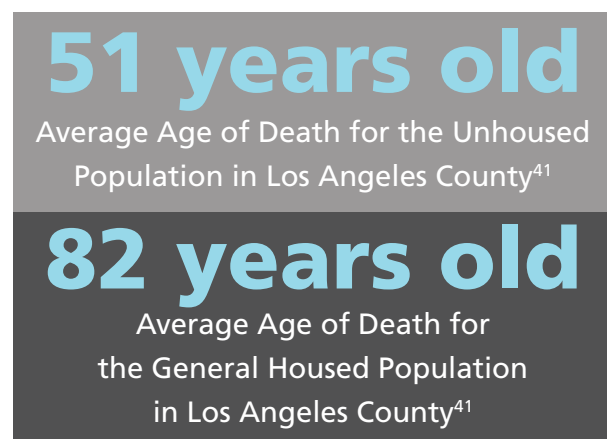 51 years old
Average Age of Death for the Unhoused
Population in Los Angeles County⁴¹
82 years old
Average Age of Death for
the General Housed Population
in Los Angeles County⁴¹